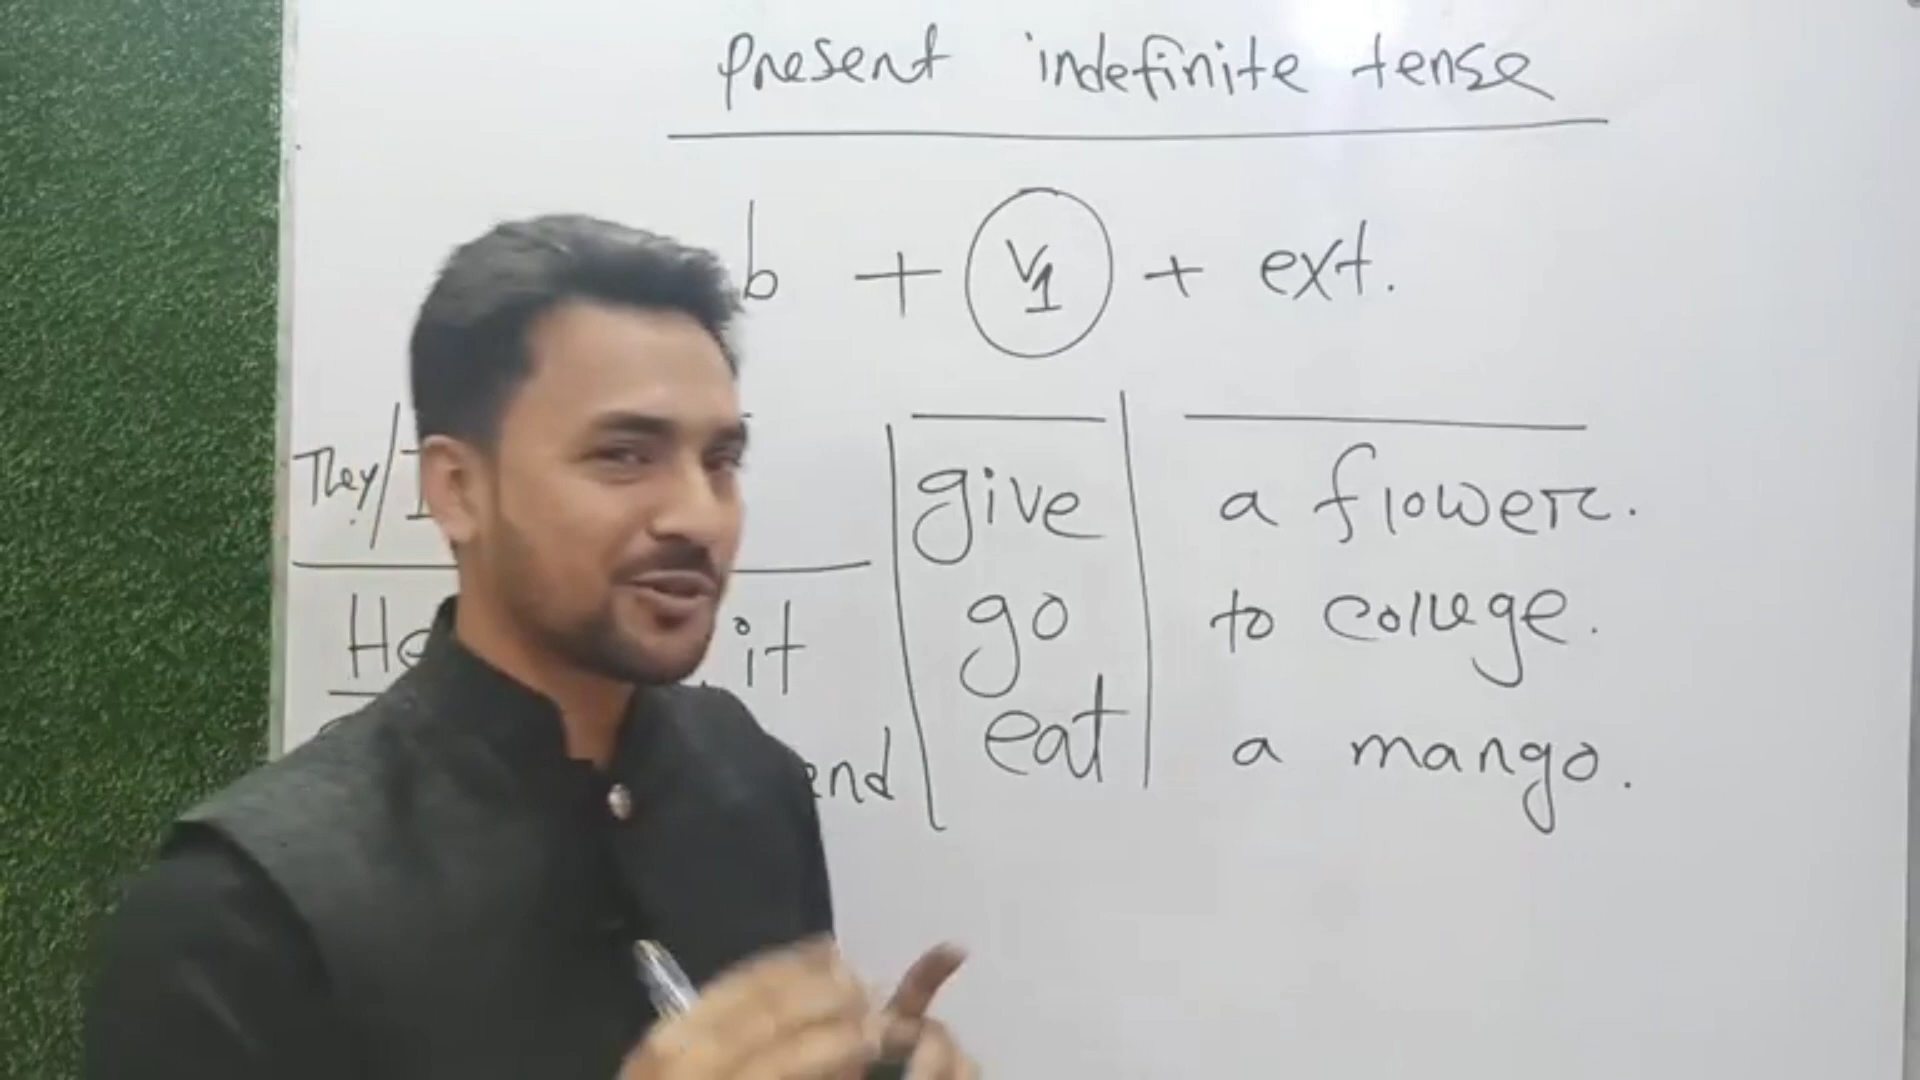 present indefinite tense
b + V1 + ext.
They/I give a flower.
He it go to college.
end eat a mango.